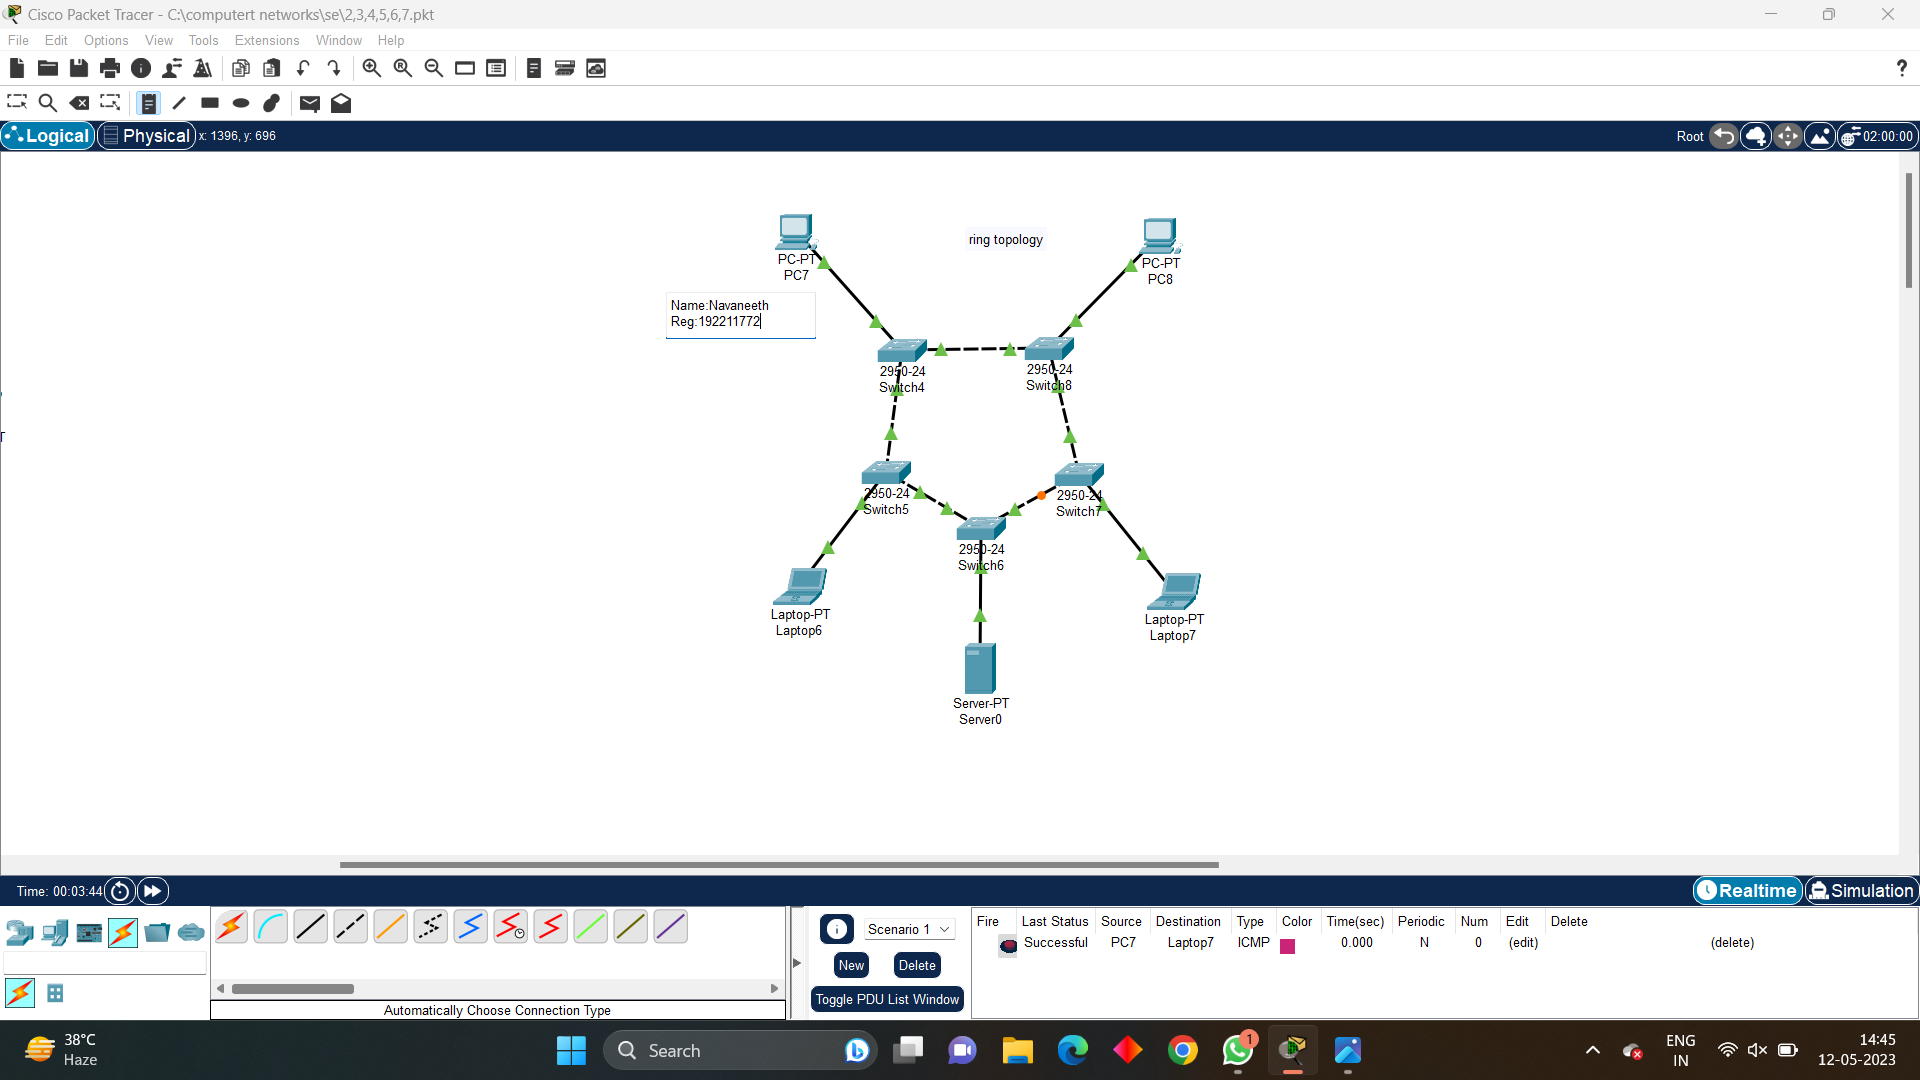 Cisco Packet Tracer - C:\computert networks\se\2,3,4,5,6,7.pkt
File Edit Options View Tools Extensions Window Help
?
Logical Physical x: 1396, y: 696 Root 02:00:00
ring topology
PC-PT
PC7
PC-PT
PC8
Name:Navaneeth
Reg:192211772
2950-24
Switch4
2950-24
Switch8
T
2950-24
Switch5
2950-24
Switch7
2950-24
Switch6
Laptop-PT
Laptop6
Laptop-PT
Laptop7
Server-PT
Server0
Time: 00:03:44 Realtime Simulation
Scenario 1
New Delete
Toggle PDU List Window
Fire Last Status Source Destination Type Color Time(sec) Periodic Num Edit Delete
Successful PC7 Laptop7 ICMP 0.000 N 0 (edit) (delete)
Automatically Choose Connection Type
38°C
Haze
Search
1
ENG
IN
14:45
12-05-2023